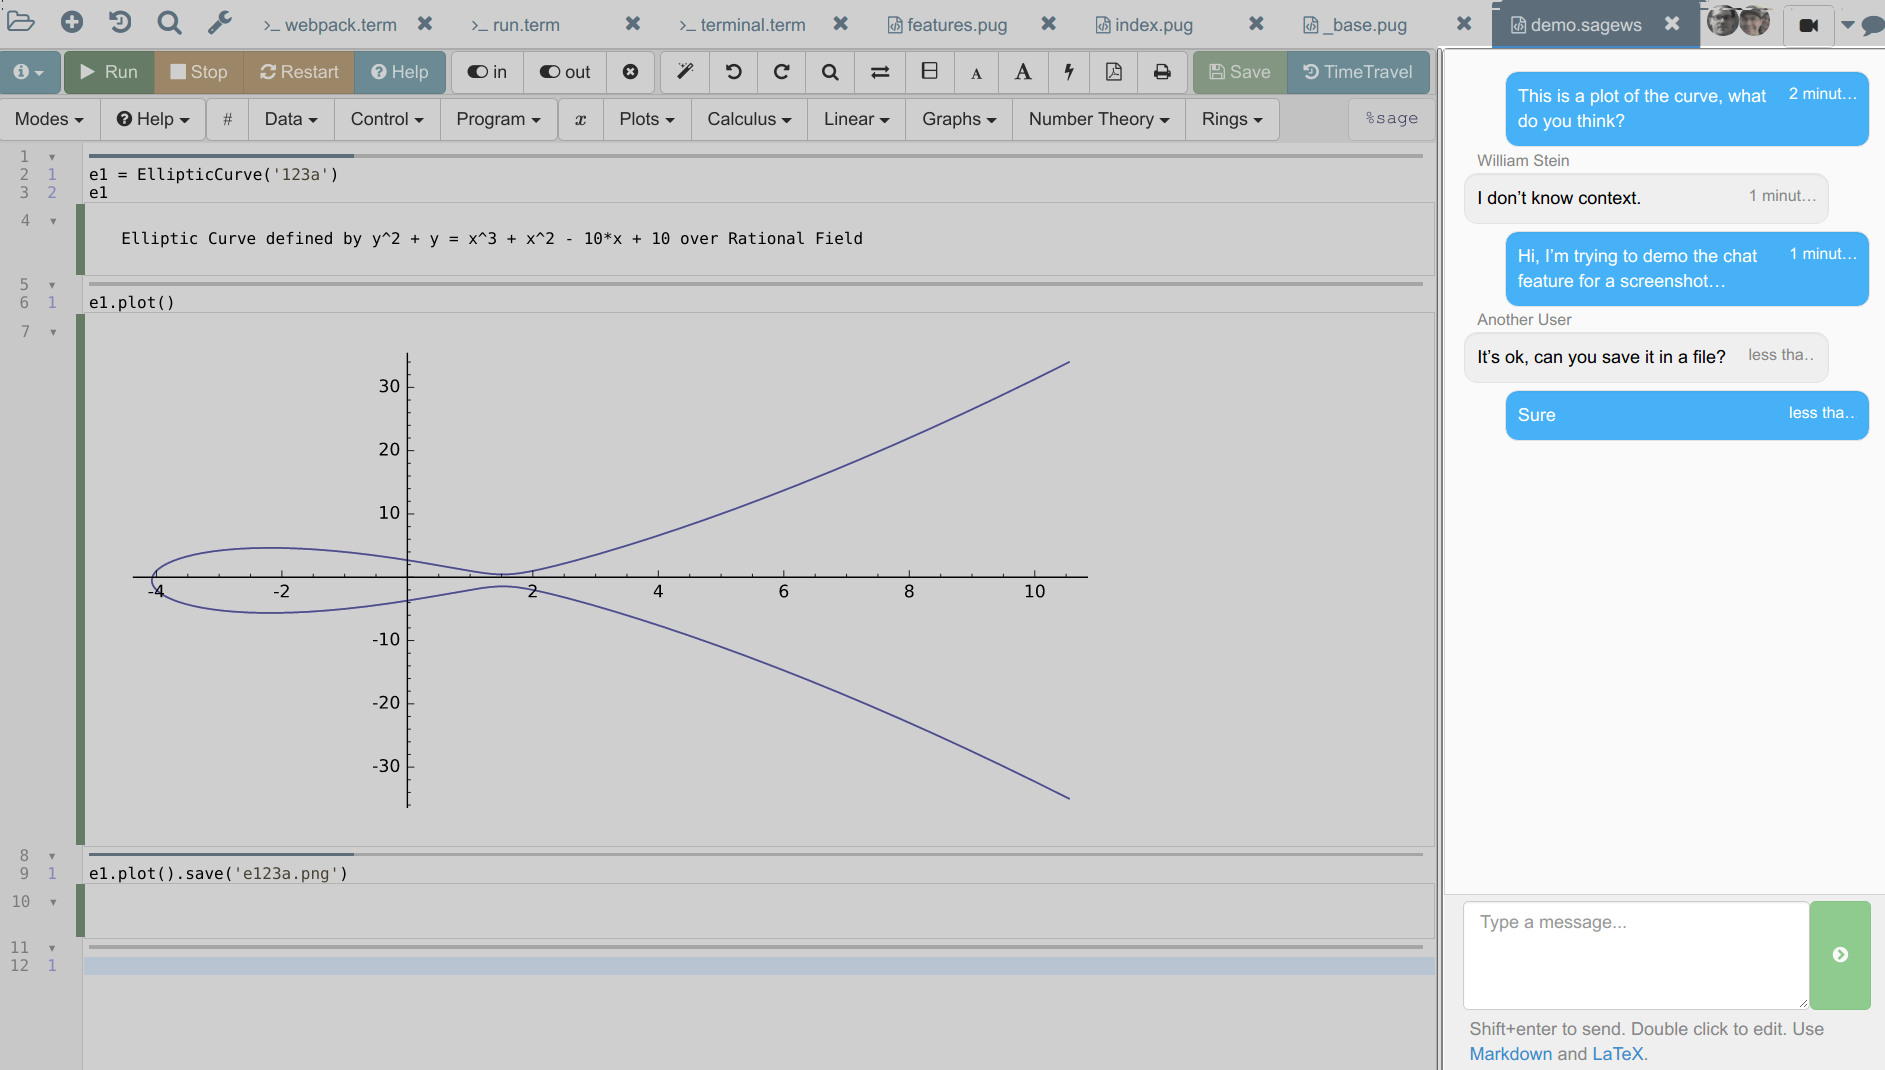 >_ webpack.term >_ run.term >_ terminal.term features.pug index.pug _base.pug demo.sagews
Run Stop Restart Help in out A A Save TimeTravel
Modes Help # Data Control Program x Plots Calculus Linear Graphs Number Theory Rings %sage
1
2 1 e1 = EllipticCurve('123a')
3 2 e1
4
Elliptic Curve defined by y^2 + y = x^3 + x^2 - 10*x + 10 over Rational Field
5
6 1 e1.plot()
7
30
20
10
-4 -2 2 4 6 8 10
-10
-20
-30
8
9 1 e1.plot().save('e123a.png')
10
11
12 1
This is a plot of the curve, what 2 minut...
do you think?
William Stein
I don't know context. 1 minut...
Hi, I'm trying to demo the chat 1 minut...
feature for a screenshot...
Another User
It's ok, can you save it in a file? less tha..
Sure less tha..
Type a message...
Shift+enter to send. Double click to edit. Use
Markdown and LaTeX.